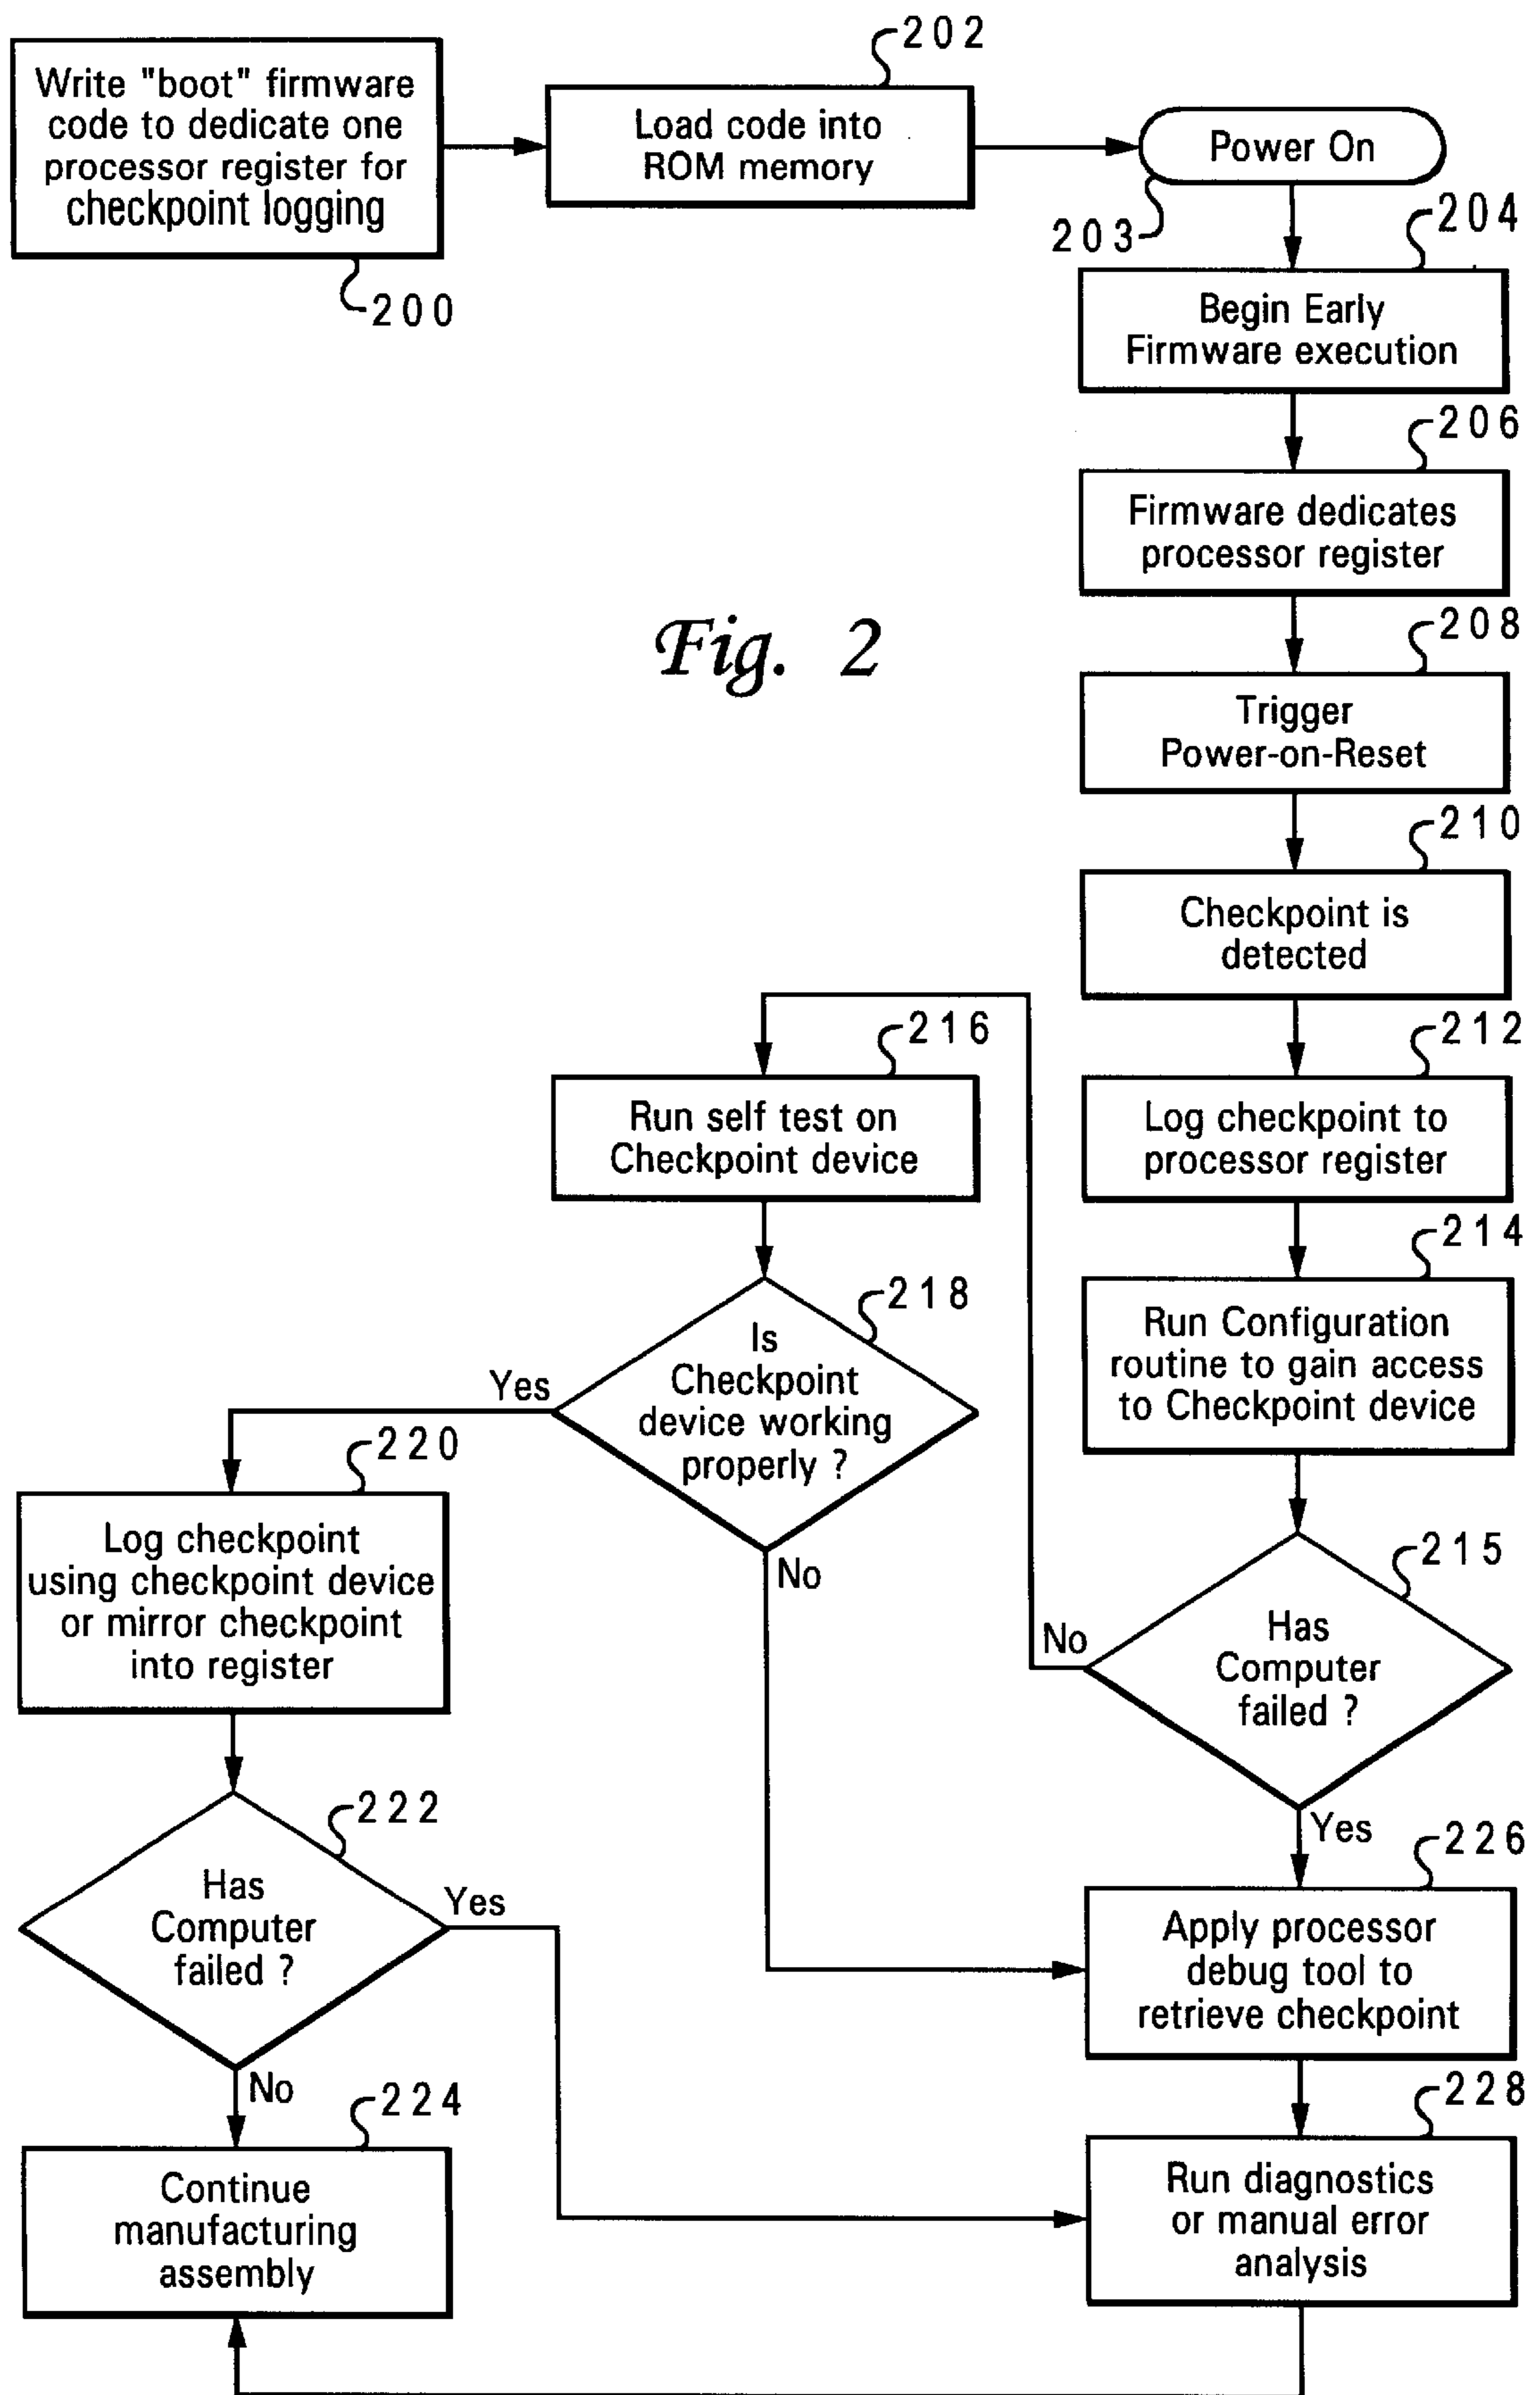 Write "boot" firmware
code to dedicate one
processor register for
checkpoint logging
200
202
Load code into
ROM memory
Power On
203
204
Begin Early
Firmware execution
206
Firmware dedicates
processor register
Fig. 2
208
Trigger
Power-on-Reset
210
Checkpoint is
detected
212
Log checkpoint to
processor register
214
Run Configuration
routine to gain access
to Checkpoint device
215
Has
Computer
failed ?
No
Yes
216
Run self test on
Checkpoint device
218
Is
Checkpoint
device working
properly ?
Yes
No
220
Log checkpoint
using checkpoint device
or mirror checkpoint
into register
222
Has
Computer
failed ?
Yes
No
224
Continue
manufacturing
assembly
226
Apply processor
debug tool to
retrieve checkpoint
228
Run diagnostics
or manual error
analysis